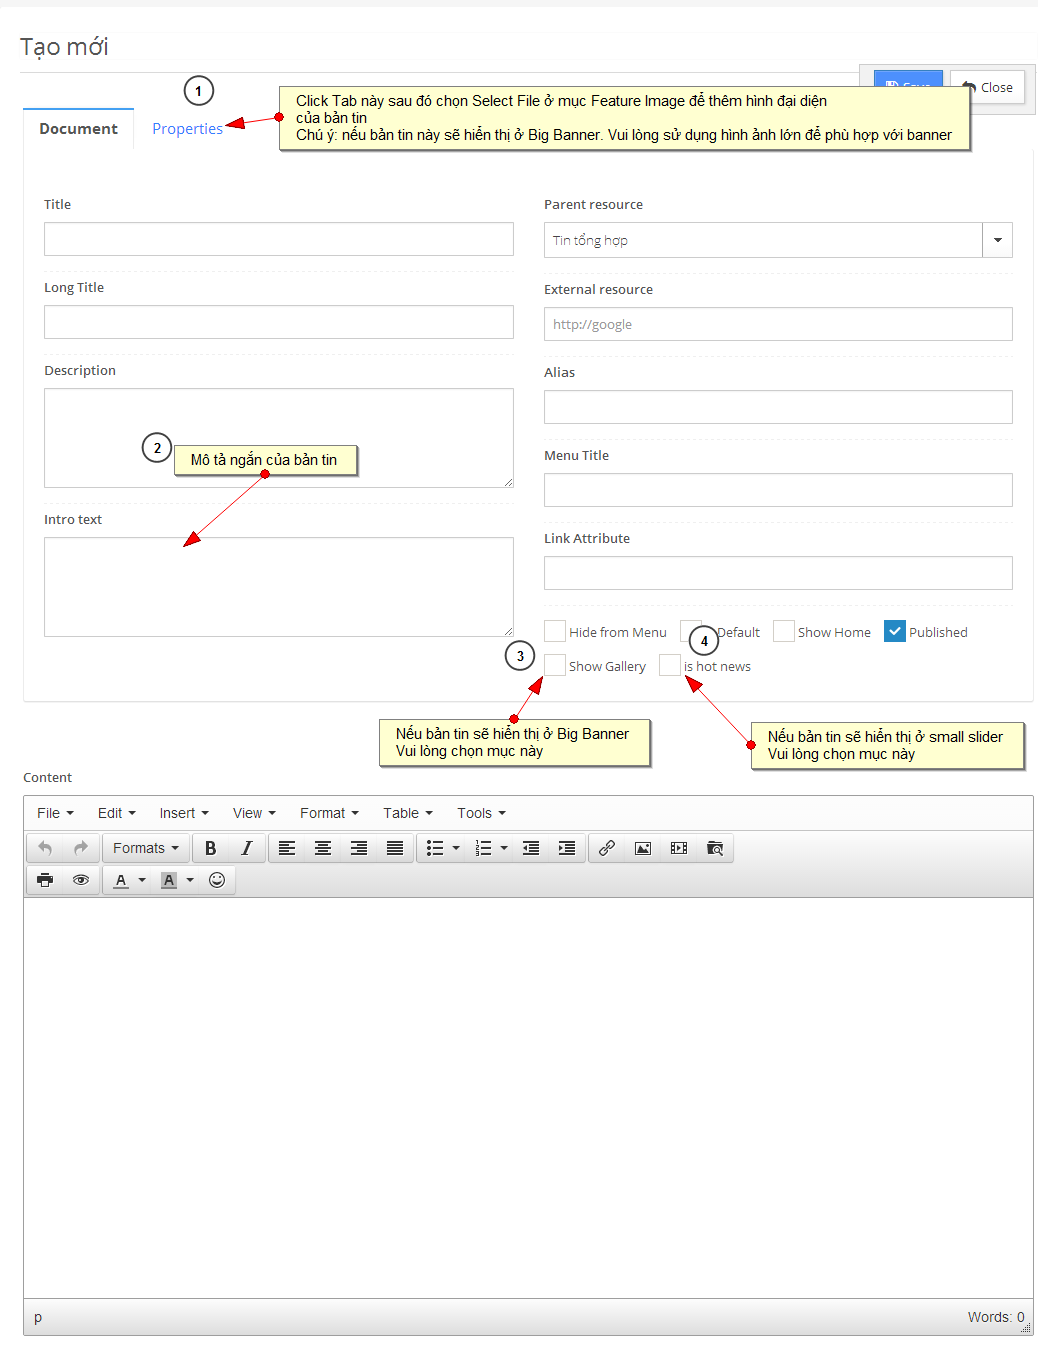 Tạo mới
Save
Close
1
Click Tab này sau đó chọn Select File ở mục Feature Image để thêm hình đại diện
của bản tin
Chú ý: nếu bản tin này sẽ hiển thị ở Big Banner. Vui lòng sử dụng hình ảnh lớn để phù hợp với banner
Document
Properties
Title
Parent resource
Tin tổng hợp
Long Title
External resource
http://google
Description
Alias
2
Mô tả ngắn của bản tin
Menu Title
Intro text
Link Attribute
Hide from Menu
Default
Show Home
Published
3
Show Gallery
4
is hot news
Nếu bản tin sẽ hiển thị ở Big Banner
Vui lòng chọn mục này
Nếu bản tin sẽ hiển thị ở small slider
Vui lòng chọn mục này
Content
File Edit Insert View Format Table Tools
Formats B I
A A
p
Words: 0